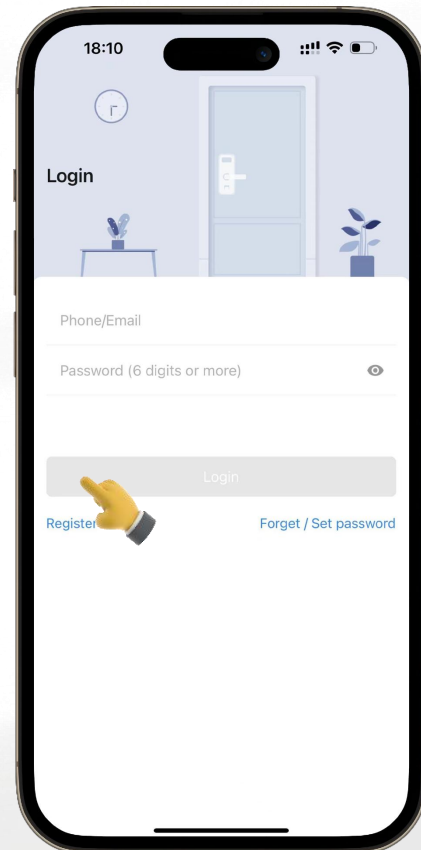 18:10
Login
Phone/Email
Password (6 digits or more)
Login
Register
Forget / Set password